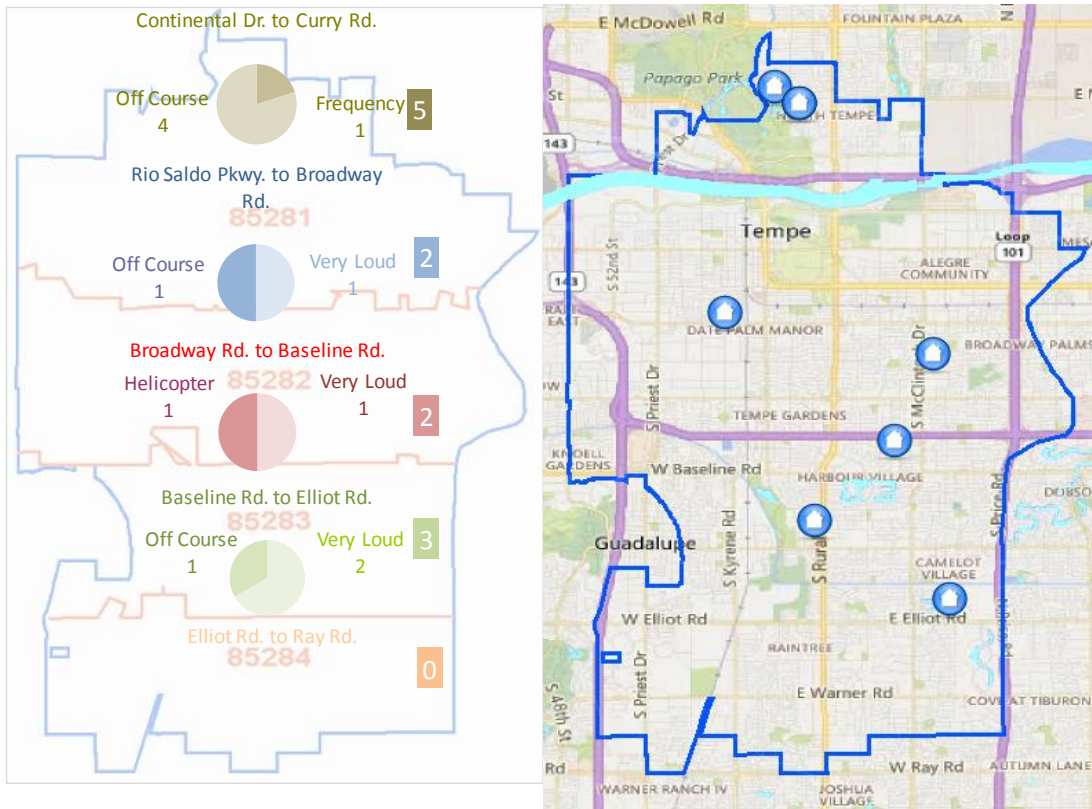 Continental Dr. to Curry Rd.
Off Course
4
Frequency
1
5
Rio Saldo Pkwy. to Broadway
Rd.
85281
Off Course
1
Very Loud
1
2
Broadway Rd. to Baseline Rd.
Helicopter
1
85282
Very Loud
1
2
Baseline Rd. to Elliot Rd.
85283
Off Course
1
Very Loud
2
3
Elliot Rd. to Ray Rd.
85284
0
E McDowell Rd
FOUNTAIN PLAZA
Papago Park
St
NORTH TEMPE
143
Tempe
Loop
101
S 52nd St
ALEGRE
COMMUNITY
143
EAST
DATE PALM MANOR
BROADWAY PALMS
S Priest Dr
S McClintock Dr
TEMPE GARDENS
KNOELL
GARDENS
W Baseline Rd
HARBOUR VILLAGE
S Price Rd
Guadalupe
S Kyrene Rd
S Rural
CAMELOT
VILLAGE
W Elliot Rd
E Elliot Rd
RAINTREE
S Priest Dr
E Warner Rd
S 48th St
COVE AT TIBURON
Rd
W Ray Rd
AUTUMN LANE
WARNER RANCH IV
JOSHUA
VILLAGE